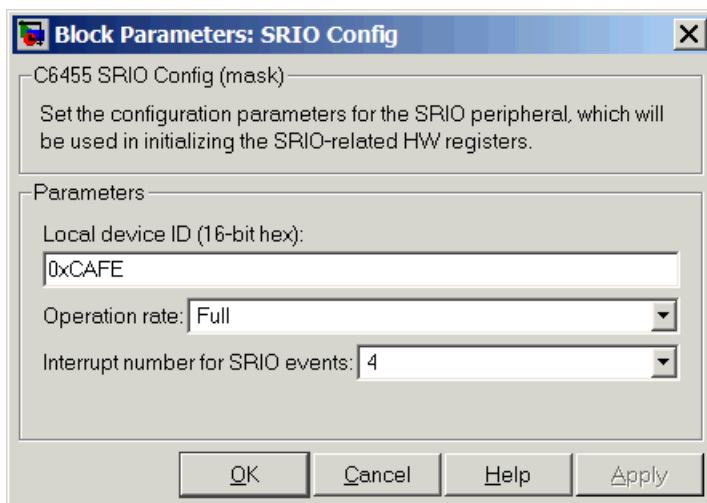 Block Parameters: SRIO Config
C6455 SRIO Config (mask)
Set the configuration parameters for the SRIO peripheral, which will
be used in initializing the SRIO-related HW registers.
Parameters
Local device ID (16-bit hex):
0xCAFE
Operation rate: Full
Interrupt number for SRIO events: 4
OK Cancel Help Apply